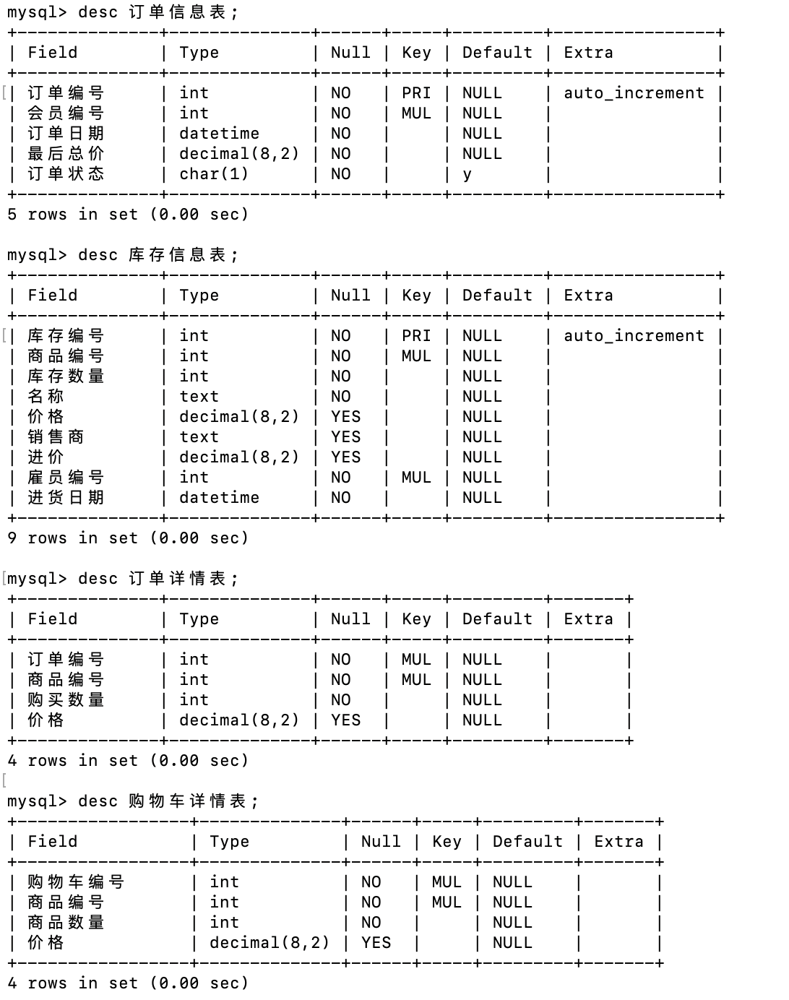 mysql> desc 订单信息表;
+--------------+--------------+------+-----+---------+----------------+
| Field        | Type         | Null | Key | Default | Extra          |
+--------------+--------------+------+-----+---------+----------------+
| 订单编号     | int          | NO   | PRI | NULL    | auto_increment |
| 会员编号     | int          | NO   | MUL | NULL    |                |
| 订单日期     | datetime     | NO   |     | NULL    |                |
| 最后总价     | decimal(8,2) | NO   |     | NULL    |                |
| 订单状态     | char(1)      | NO   |     | y       |                |
+--------------+--------------+------+-----+---------+----------------+
5 rows in set (0.00 sec)
mysql> desc 库存信息表;
+--------------+--------------+------+-----+---------+----------------+
| Field        | Type         | Null | Key | Default | Extra          |
+--------------+--------------+------+-----+---------+----------------+
| 库存编号     | int          | NO   | PRI | NULL    | auto_increment |
| 商品编号     | int          | NO   | MUL | NULL    |                |
| 库存数量     | int          | NO   |     | NULL    |                |
| 名称         | text         | NO   |     | NULL    |                |
| 价格         | decimal(8,2) | YES  |     | NULL    |                |
| 销售商       | text         | YES  |     | NULL    |                |
| 进价         | decimal(8,2) | YES  |     | NULL    |                |
| 雇员编号     | int          | NO   | MUL | NULL    |                |
| 进货日期     | datetime     | NO   |     | NULL    |                |
+--------------+--------------+------+-----+---------+----------------+
9 rows in set (0.00 sec)
mysql> desc 订单详情表;
+--------------+--------------+------+-----+---------+-------+
| Field        | Type         | Null | Key | Default | Extra |
+--------------+--------------+------+-----+---------+-------+
| 订单编号     | int          | NO   | MUL | NULL    |       |
| 商品编号     | int          | NO   | MUL | NULL    |       |
| 购买数量     | int          | NO   |     | NULL    |       |
| 价格         | decimal(8,2) | YES  |     | NULL    |       |
+--------------+--------------+------+-----+---------+-------+
4 rows in set (0.00 sec)
mysql> desc 购物车详情表;
+-----------------+--------------+------+-----+---------+-------+
| Field           | Type         | Null | Key | Default | Extra |
+-----------------+--------------+------+-----+---------+-------+
| 购物车编号      | int          | NO   | MUL | NULL    |       |
| 商品编号        | int          | NO   | MUL | NULL    |       |
| 商品数量        | int          | NO   |     | NULL    |       |
| 价格            | decimal(8,2) | YES  |     | NULL    |       |
+-----------------+--------------+------+-----+---------+-------+
4 rows in set (0.00 sec)